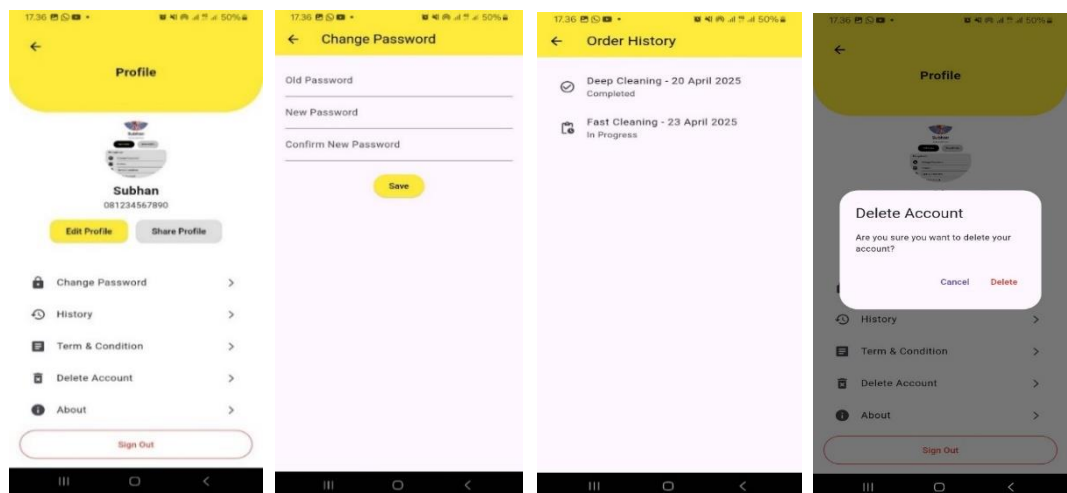 17.36
50%
Profile
Subhan
Subhan
081234567890
Edit Profile
Share Profile
Change Password
History
Term & Condition
Delete Account
About
Sign Out
17.36
50%
Change Password
Old Password
New Password
Confirm New Password
Save
17.36
50%
Order History
Deep Cleaning - 20 April 2025
Completed
Fast Cleaning - 23 April 2025
In Progress
17.36
50%
Profile
Subhan
Delete Account
Are you sure you want to delete your
account?
Cancel
Delete
History
Term & Condition
Delete Account
About
Sign Out